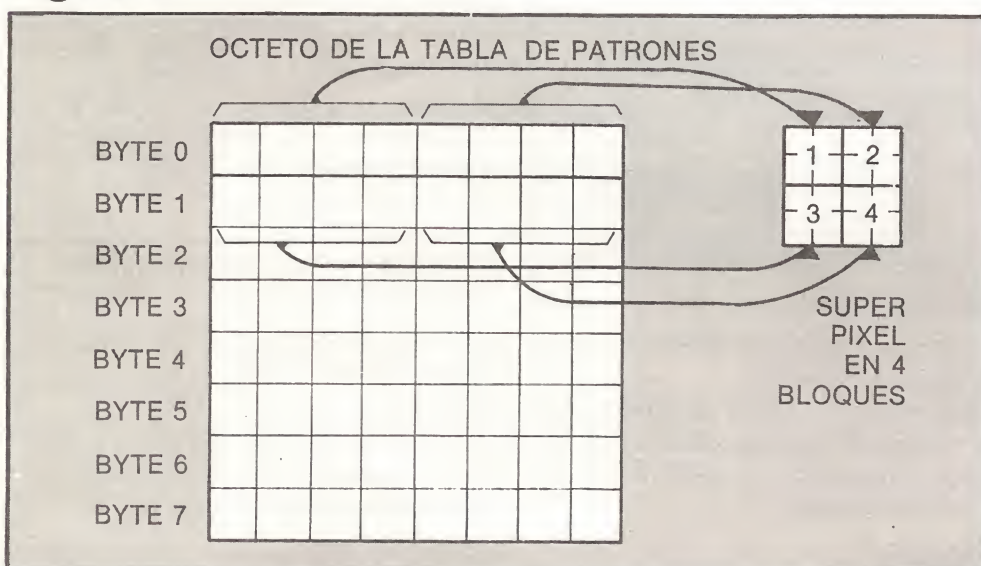 OCTETO DE LA TABLA DE PATRONES
BYTE 0
BYTE 1
BYTE 2
BYTE 3
BYTE 4
BYTE 5
BYTE 6
BYTE 7
1 2
3 4
SUPER
PIXEL
EN 4
BLOQUES